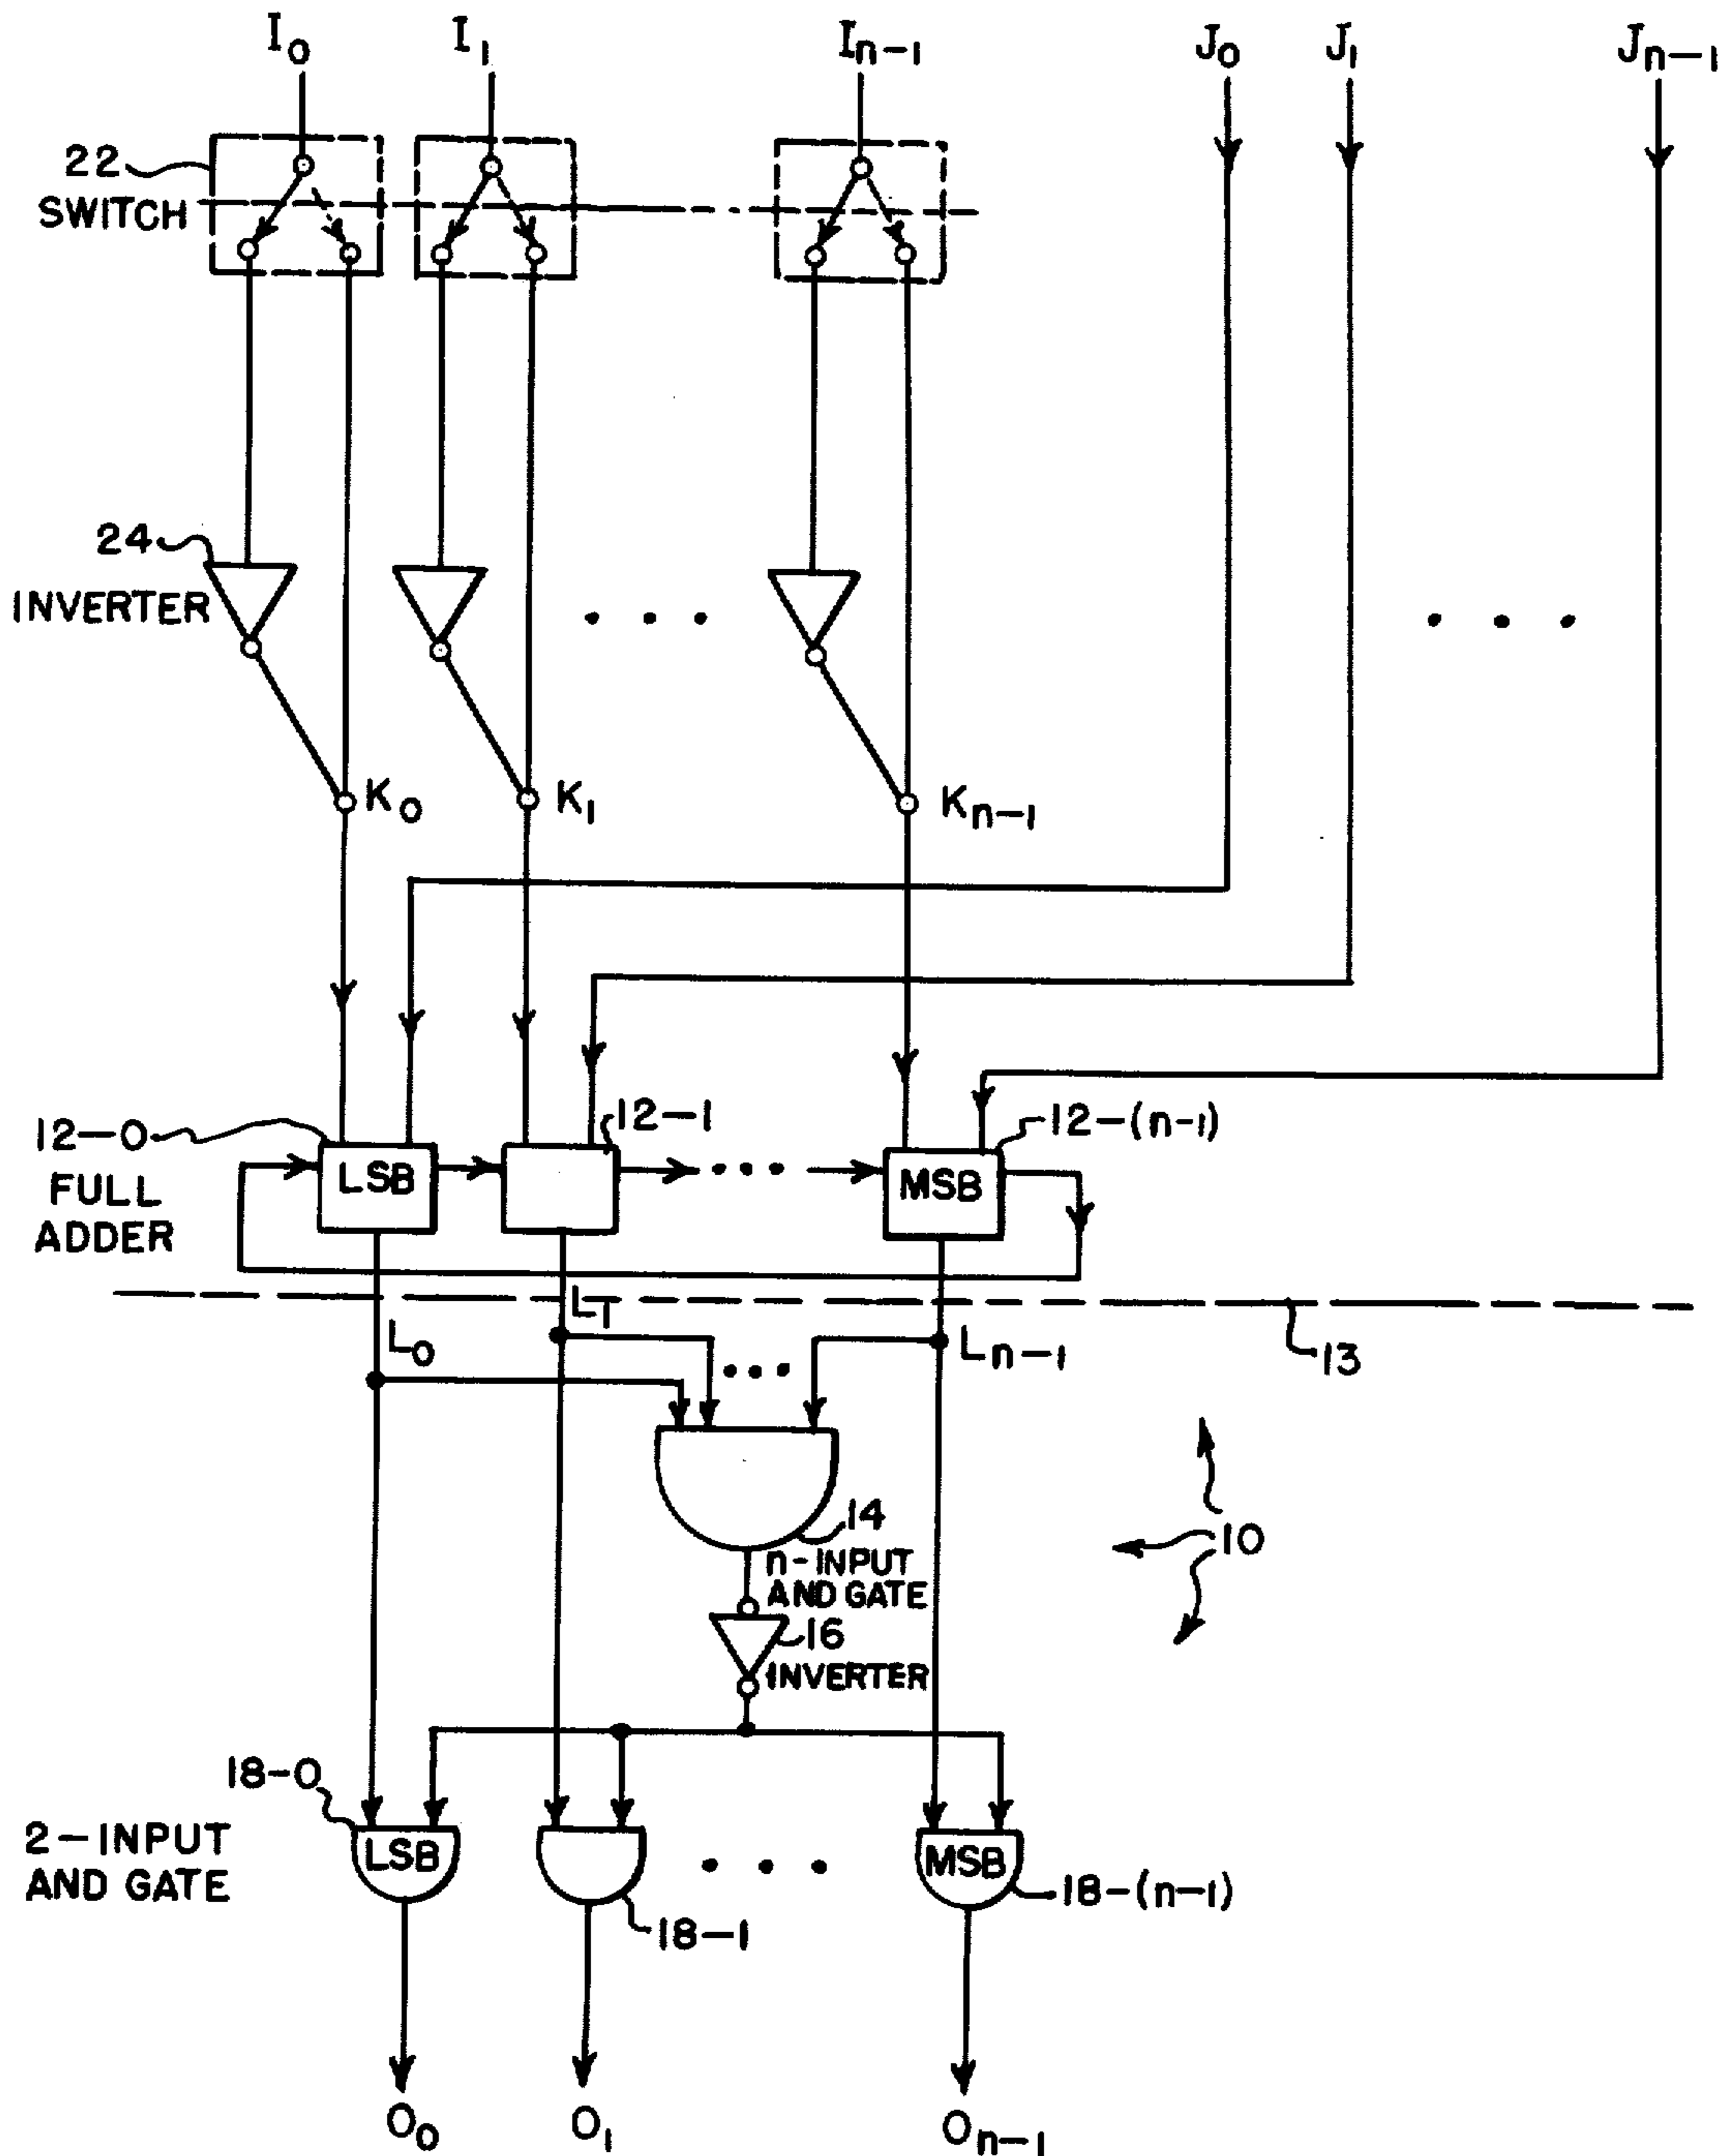 I₀ I₁ Iₙ₋₁ J₀ J₁ Jₙ₋₁
22
SWITCH
24
INVERTER
K₀ K₁ Kₙ₋₁
12-0
FULL
ADDER
LSB
12-1
MSB
12-(n-1)
L₀
L₁
Lₙ₋₁
13
14
n-INPUT
AND GATE
10
16
INVERTER
18-0
2-INPUT
AND GATE
LSB
18-1
MSB
18-(n-1)
O₀ O₁ Oₙ₋₁